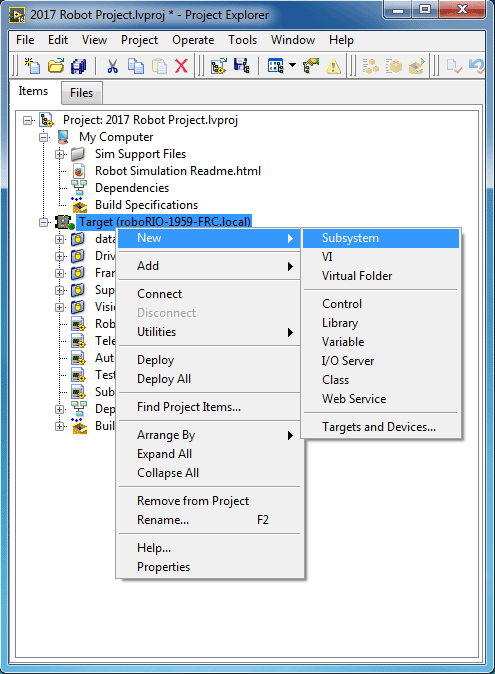 2017 Robot Project.lvproj * - Project Explorer
File Edit View Project Operate Tools Window Help
Items Files
Project: 2017 Robot Project.lvproj
My Computer
Sim Support Files
Robot Simulation Readme.html
Dependencies
Build Specifications
Target (roboRIO-1959-FRC.local)
data
Driv
Fran
Sup
Visi
Rob
Tele
Aut
Test
Sub
Dep
Buil
New
Add
Connect
Disconnect
Utilities
Deploy
Deploy All
Find Project Items...
Arrange By
Expand All
Collapse All
Remove from Project
Rename... F2
Help...
Properties
Subsystem
VI
Virtual Folder
Control
Library
Variable
I/O Server
Class
Web Service
Targets and Devices...